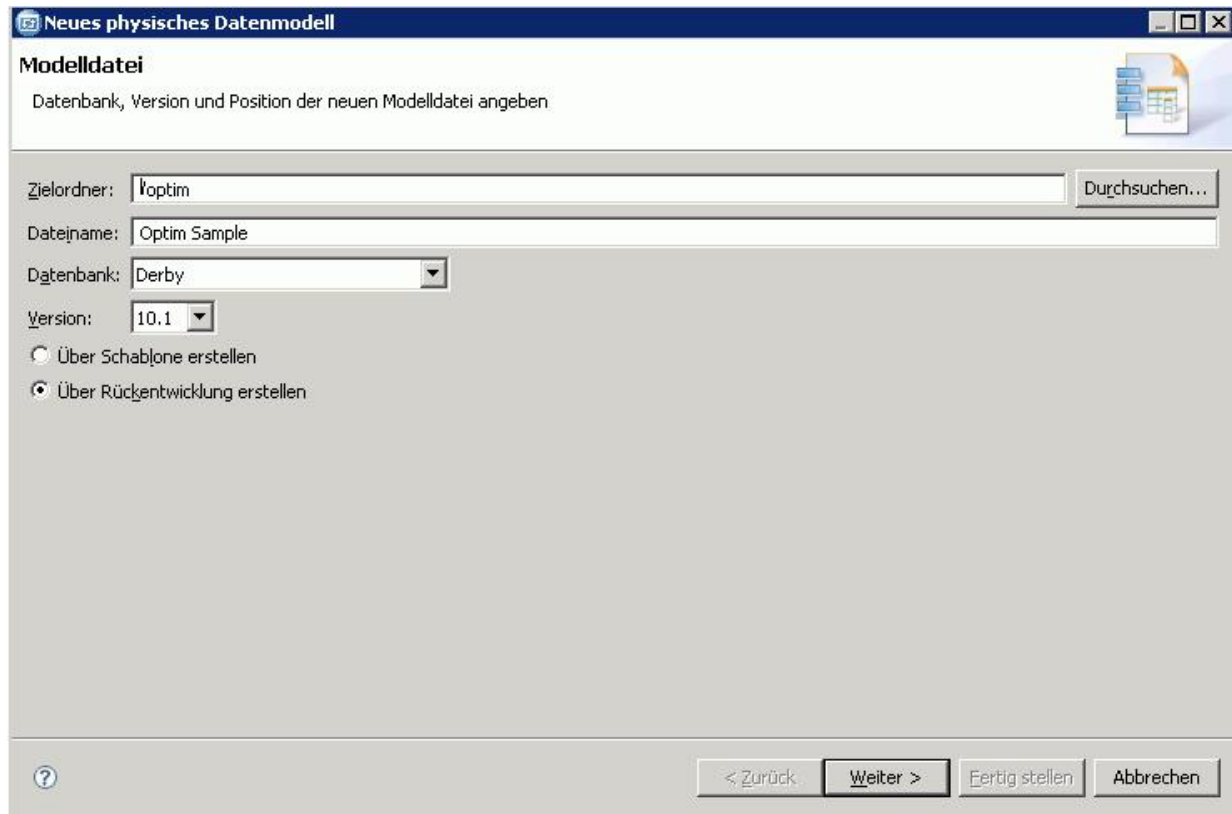 Neues physisches Datenmodell
Modelldatei
Datenbank, Version und Position der neuen Modelldatei angeben
Zielordner: /optim Durchsuchen...
Dateiname: Optim Sample
Datenbank: Derby
Version: 10.1
Über Schablone erstellen
Über Rückentwicklung erstellen
? < Zurück Weiter > Fertig stellen Abbrechen